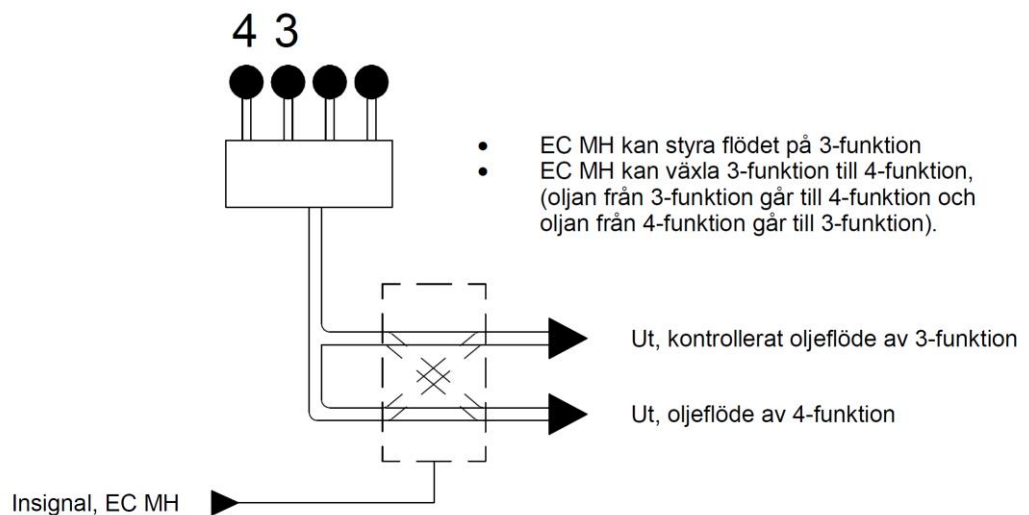 4 3
• EC MH kan styra flödet på 3-funktion
• EC MH kan växla 3-funktion till 4-funktion,
(oljan från 3-funktion går till 4-funktion och
oljan från 4-funktion går till 3-funktion).
Ut, kontrollerat oljeflöde av 3-funktion
Ut, oljeflöde av 4-funktion
Insignal, EC MH